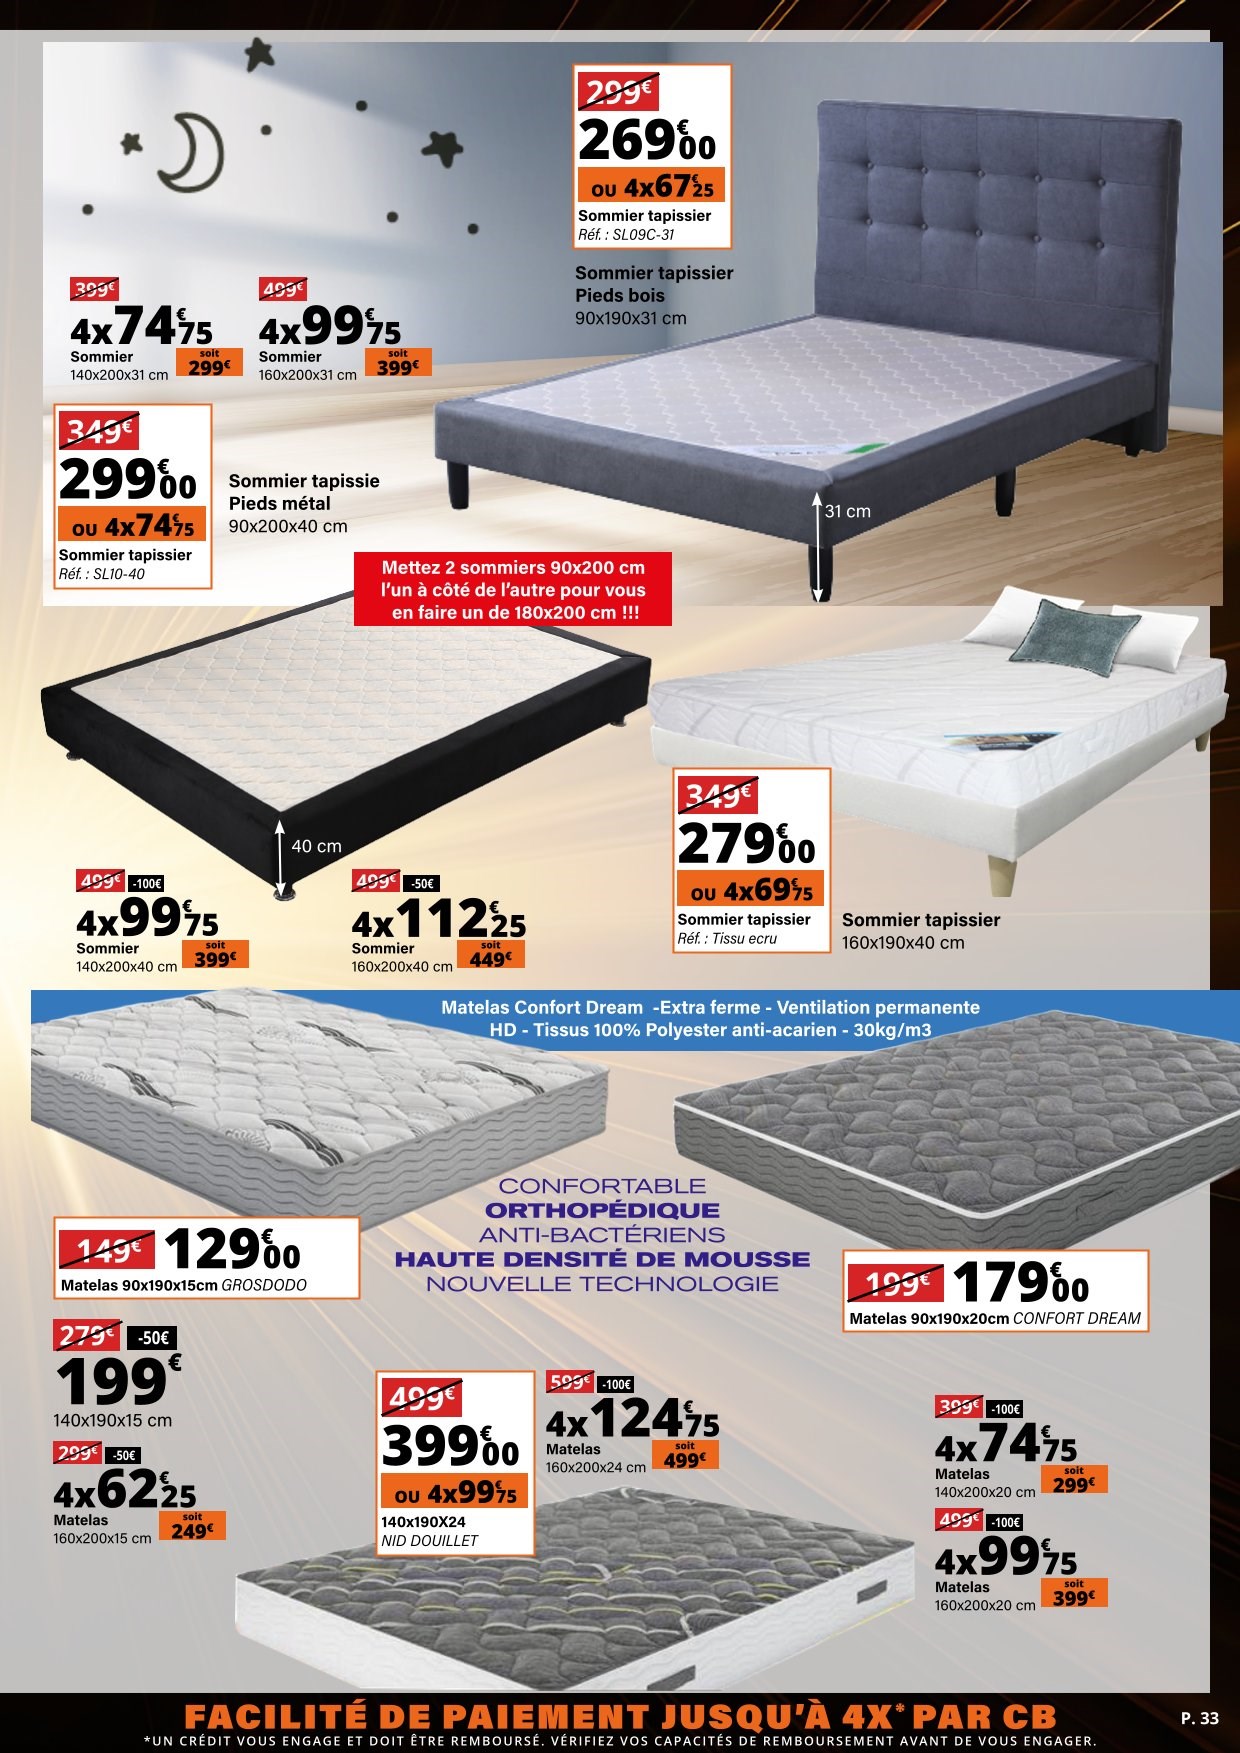 299€
269€00
OU 4x67€25
Sommier tapissier
Réf. : SL09C-31
Sommier tapissier
Pieds bois
90x190x31 cm
399€
4x74€75
Sommier
140x200x31 cm
soit
299€
499€
4x99€75
Sommier
160x200x31 cm
soit
399€
349€
299€00
OU 4x74€75
Sommier tapissier
Réf. : SL10-40
Sommier tapissie
Pieds métal
90x200x40 cm
31 cm
Mettez 2 sommiers 90x200 cm
l'un à côté de l'autre pour vous
en faire un de 180x200 cm !!!
40 cm
499€ -100€
4x99€75
Sommier
140x200x40 cm
soit
399€
499€ -50€
4x112€25
Sommier
160x200x40 cm
soit
449€
349€
279€00
OU 4x69€75
Sommier tapissier
Réf. : Tissu ecru
Sommier tapissier
160x190x40 cm
Matelas Confort Dream -Extra ferme - Ventilation permanente
HD - Tissus 100% Polyester anti-acarien - 30kg/m3
CONFORTABLE
ORTHOPÉDIQUE
ANTI-BACTÉRIENS
HAUTE DENSITÉ DE MOUSSE
NOUVELLE TECHNOLOGIE
149€ 129€00
Matelas 90x190x15cm GROSDODO
199€ 179€00
Matelas 90x190x20cm CONFORT DREAM
279€ -50€
199€
140x190x15 cm
299€ -50€
4x62€25
Matelas
160x200x15 cm
soit
249€
499€
399€00
OU 4x99€75
140x190X24
NID DOUILLET
599€ -100€
4x124€75
Matelas
160x200x24 cm
soit
499€
399€ -100€
4x74€75
Matelas
140x200x20 cm
soit
299€
499€ -100€
4x99€75
Matelas
160x200x20 cm
soit
399€
FACILITÉ DE PAIEMENT JUSQU'À 4X* PAR CB
*UN CRÉDIT VOUS ENGAGE ET DOIT ÊTRE REMBOURSÉ. VÉRIFIEZ VOS CAPACITÉS DE REMBOURSEMENT AVANT DE VOUS ENGAGER.
P. 33